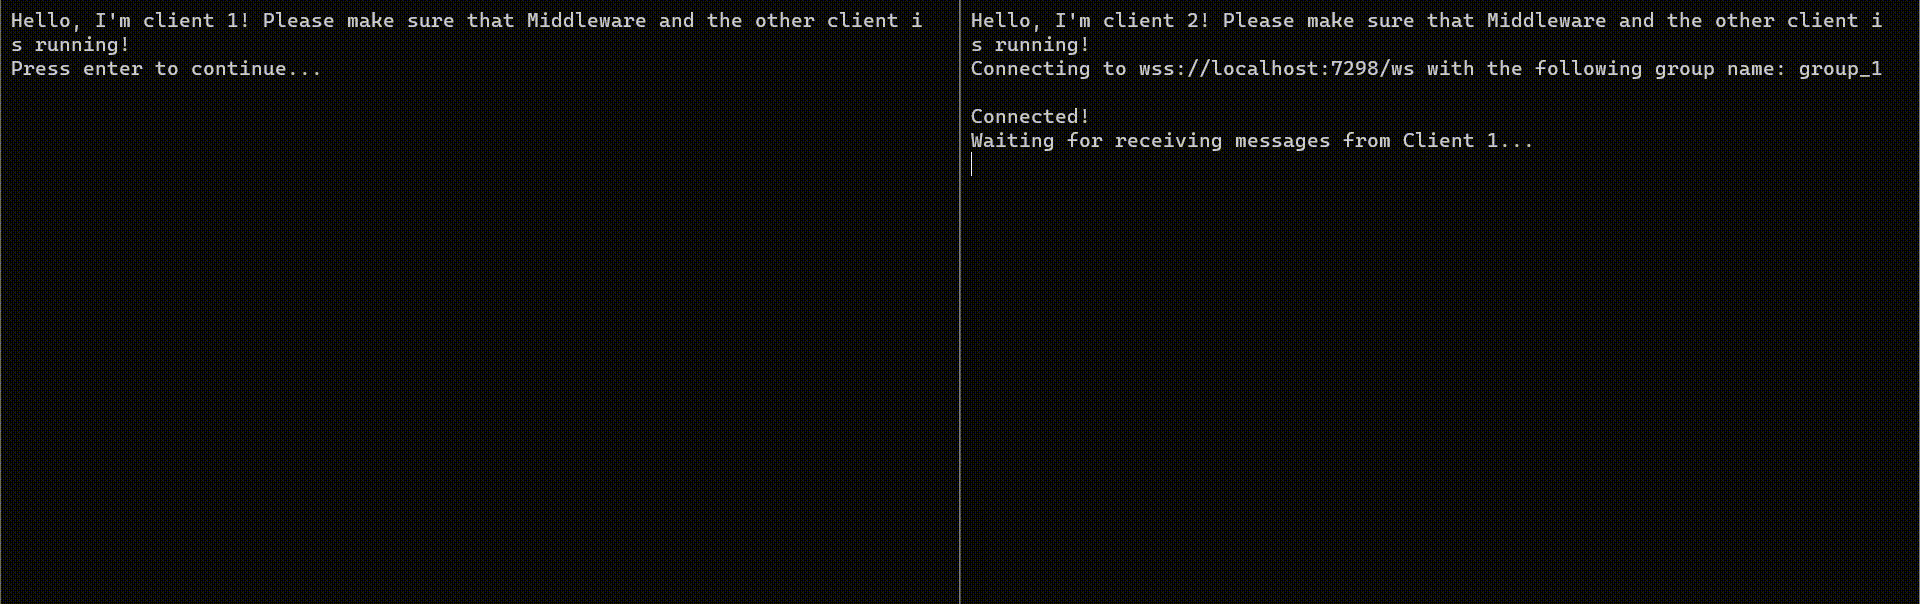 Hello, I'm client 1! Please make sure that Middleware and the other client i
s running!
Press enter to continue...
Hello, I'm client 2! Please make sure that Middleware and the other client i
s running!
Connecting to wss://localhost:7298/ws with the following group name: group_1
Connected!
Waiting for receiving messages from Client 1...